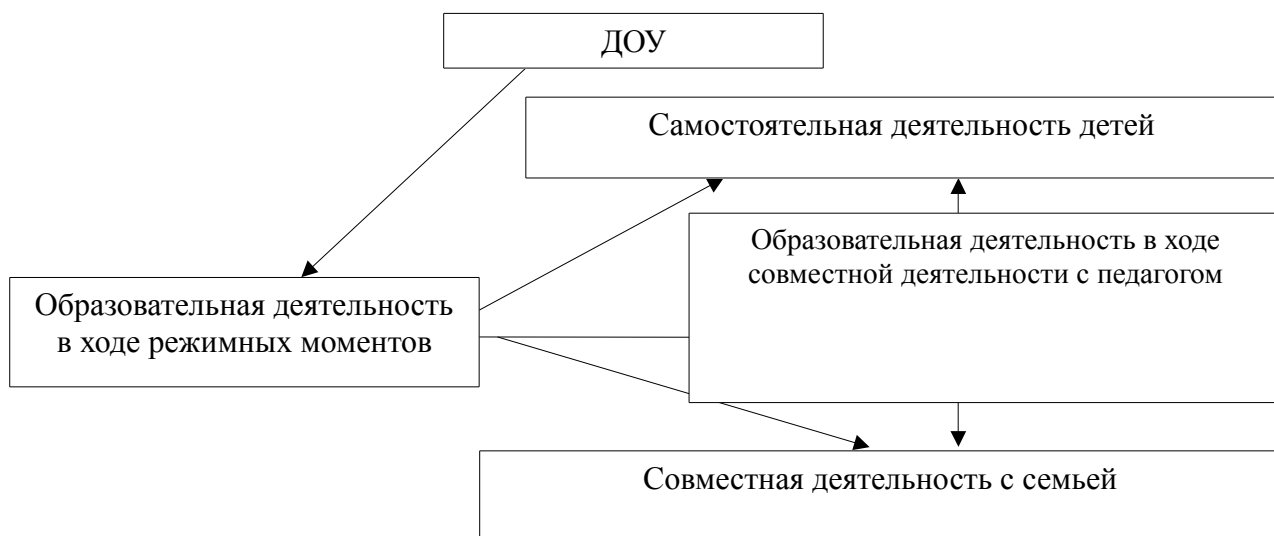 ДОУ
Самостоятельная деятельность детей
Образовательная деятельность в ходе
совместной деятельности с педагогом
Образовательная деятельность
в ходе режимных моментов
Совместная деятельность с семьей